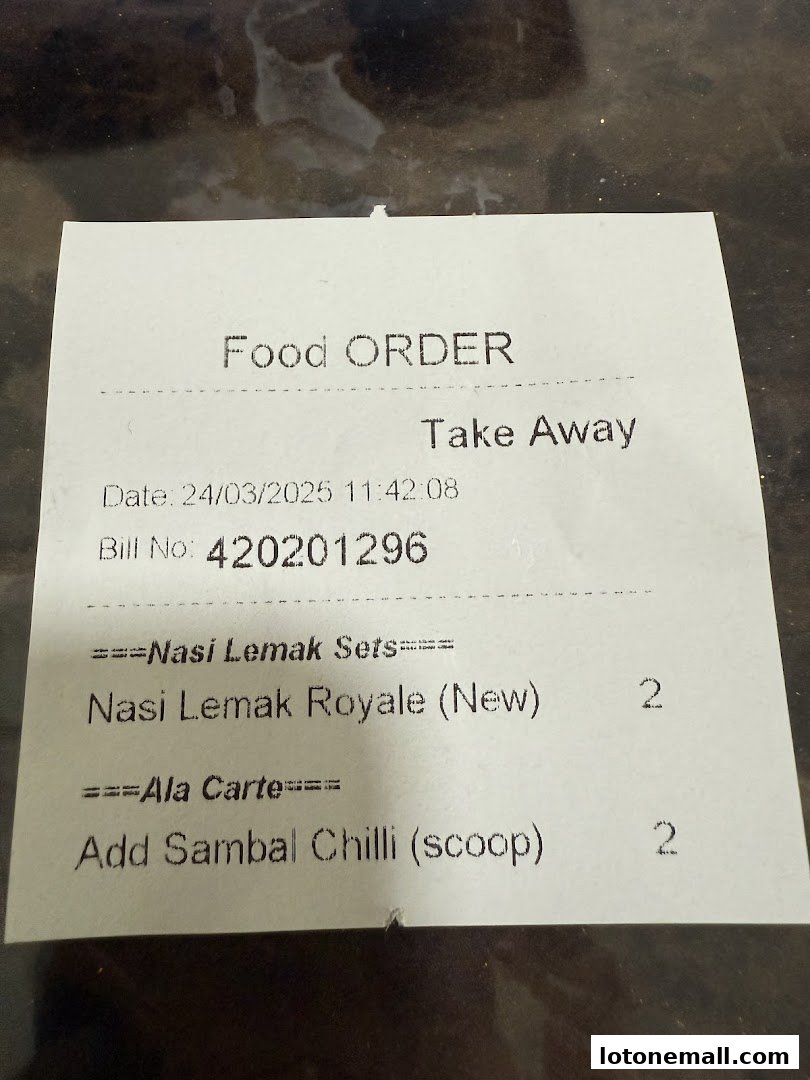 Food ORDER
Take Away
Date: 24/03/2025 11:42:08
Bill No: 420201296
===Nasi Lemak Sets====
Nasi Lemak Royale (New) 2
===Ala Carte====
Add Sambal Chilli (scoop) 2
lotonemall.com